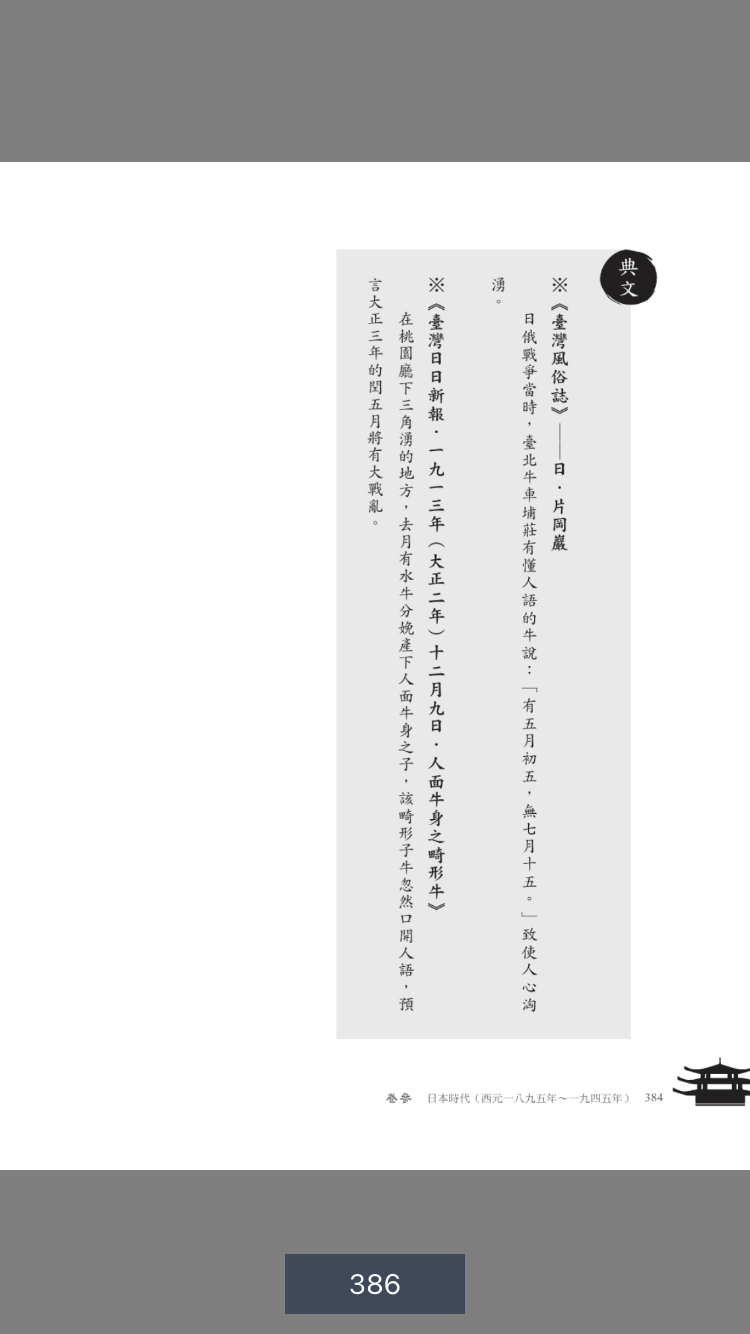 典文
※《臺灣風俗誌》——日．片岡巖
日俄戰爭當時，臺北牛車埔莊有懂人語的牛說：「有五月初五，無七月十五。」致使人心洶
湧。
※《臺灣日日新報．一九一三年（大正二年）十二月九日．人面牛身之畸形牛》
在桃園廳下三角湧的地方，去月有水牛分娩產下人面牛身之子，該畸形子牛忽然口開人語，預
言大正三年的閏五月將有大戰亂。
卷參 日本時代（西元一八九五年～一九四五年） 384
386